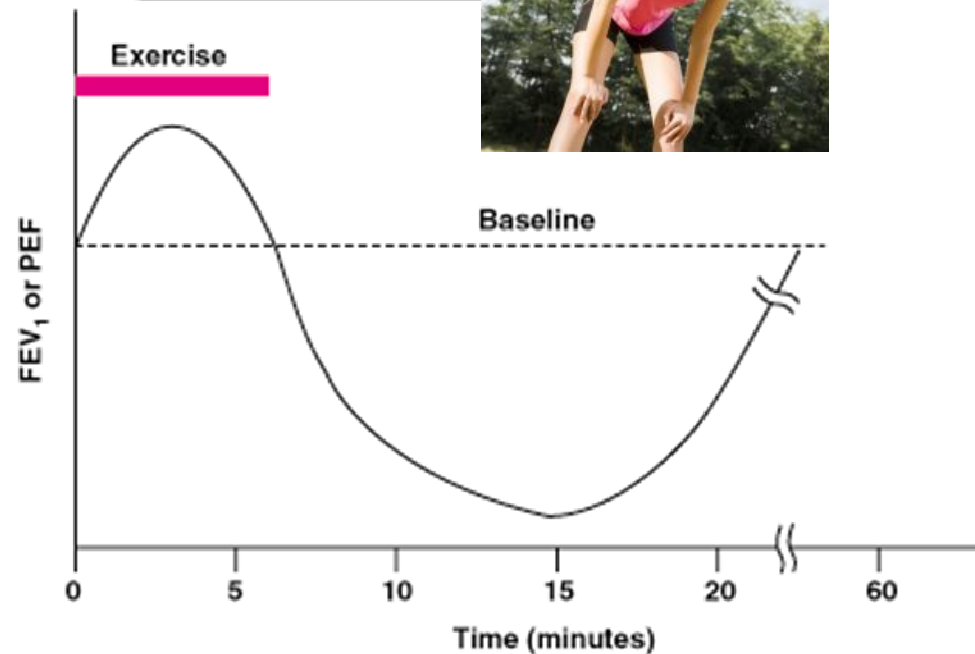 Exercise
Baseline
FEV₁ or PEF
0 5 10 15 20 60
Time (minutes)